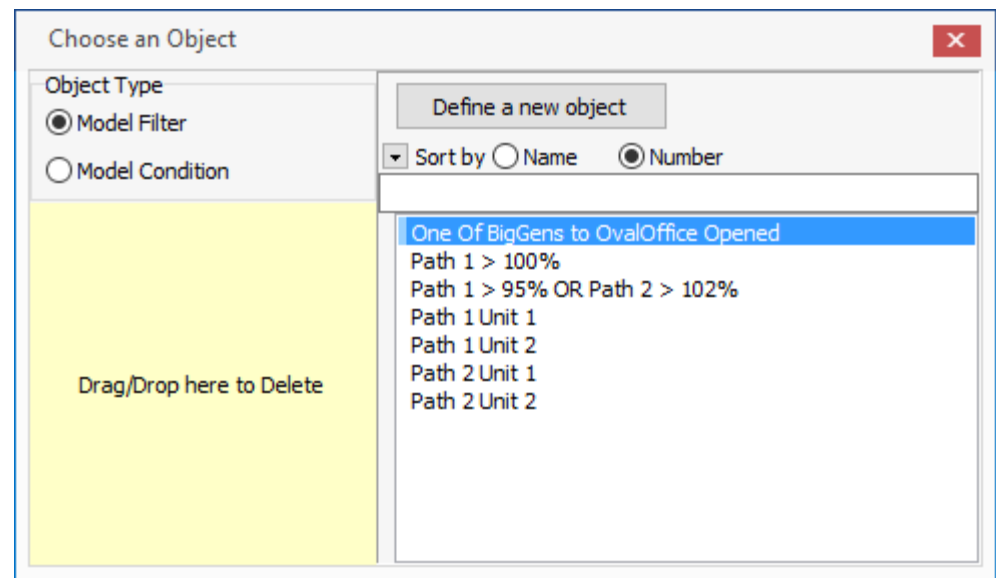 Choose an Object
Object Type
Model Filter
Model Condition
Drag/Drop here to Delete
Define a new object
Sort by Name Number
One Of BigGens to OvalOffice Opened
Path 1 > 100%
Path 1 > 95% OR Path 2 > 102%
Path 1 Unit 1
Path 1 Unit 2
Path 2 Unit 1
Path 2 Unit 2